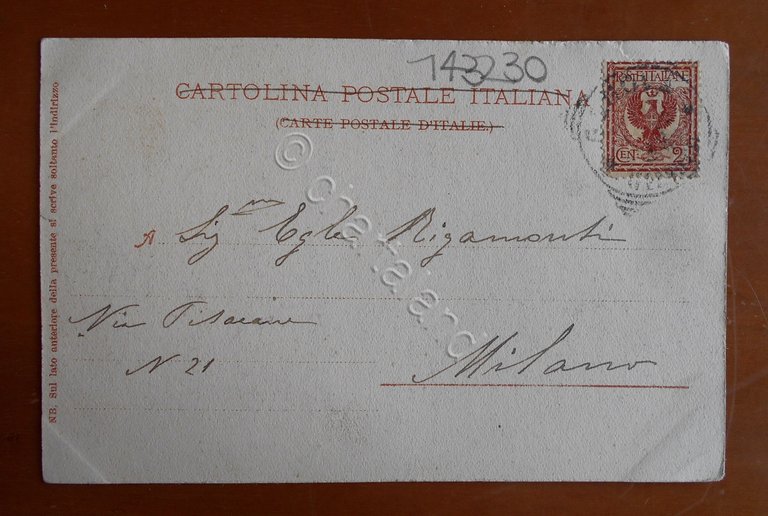 143230
CARTOLINA POSTALE ITALIANA
(CARTE POSTALE D'ITALIE.)
POSTE ITALIANE
CEN 2
A Sig.na Egle Rigamonti
Via Pisacane
N 21
Milano
NB. Sul lato anteriore della presente si scrive soltanto l'indirizzo